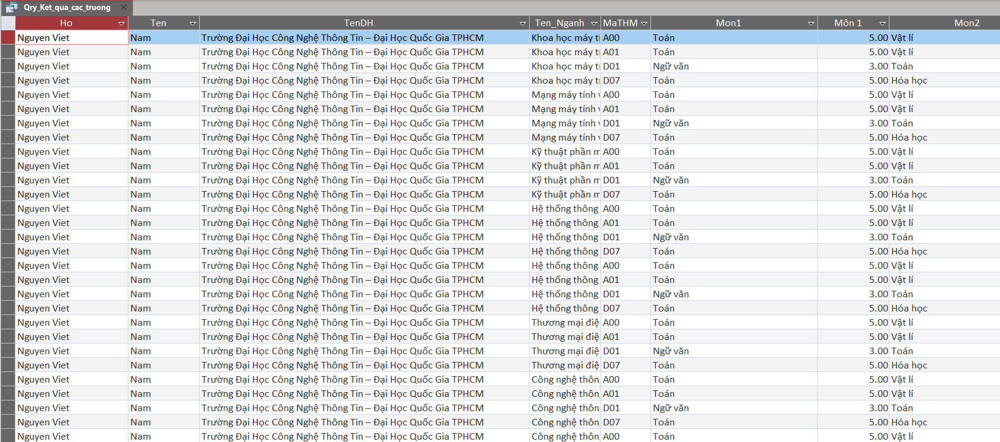 Qry_Ket_qua_cac_truong
Ho Ten TenDH Ten_Nganh MaTHM Mon1 Môn 1 Mon2
Nguyen Viet Nam Trường Đại Học Công Nghệ Thông Tin – Đại Học Quốc Gia TPHCM Khoa học máy tí A00 Toán 5.00 Vật lí
Nguyen Viet Nam Trường Đại Học Công Nghệ Thông Tin – Đại Học Quốc Gia TPHCM Khoa học máy tí A01 Toán 5.00 Vật lí
Nguyen Viet Nam Trường Đại Học Công Nghệ Thông Tin – Đại Học Quốc Gia TPHCM Khoa học máy tí D01 Ngữ văn 3.00 Toán
Nguyen Viet Nam Trường Đại Học Công Nghệ Thông Tin – Đại Học Quốc Gia TPHCM Khoa học máy tí D07 Toán 5.00 Hóa học
Nguyen Viet Nam Trường Đại Học Công Nghệ Thông Tin – Đại Học Quốc Gia TPHCM Mạng máy tính v A00 Toán 5.00 Vật lí
Nguyen Viet Nam Trường Đại Học Công Nghệ Thông Tin – Đại Học Quốc Gia TPHCM Mạng máy tính v A01 Toán 5.00 Vật lí
Nguyen Viet Nam Trường Đại Học Công Nghệ Thông Tin – Đại Học Quốc Gia TPHCM Mạng máy tính v D01 Ngữ văn 3.00 Toán
Nguyen Viet Nam Trường Đại Học Công Nghệ Thông Tin – Đại Học Quốc Gia TPHCM Mạng máy tính v D07 Toán 5.00 Hóa học
Nguyen Viet Nam Trường Đại Học Công Nghệ Thông Tin – Đại Học Quốc Gia TPHCM Kỹ thuật phần m A00 Toán 5.00 Vật lí
Nguyen Viet Nam Trường Đại Học Công Nghệ Thông Tin – Đại Học Quốc Gia TPHCM Kỹ thuật phần m A01 Toán 5.00 Vật lí
Nguyen Viet Nam Trường Đại Học Công Nghệ Thông Tin – Đại Học Quốc Gia TPHCM Kỹ thuật phần m D01 Ngữ văn 3.00 Toán
Nguyen Viet Nam Trường Đại Học Công Nghệ Thông Tin – Đại Học Quốc Gia TPHCM Kỹ thuật phần m D07 Toán 5.00 Hóa học
Nguyen Viet Nam Trường Đại Học Công Nghệ Thông Tin – Đại Học Quốc Gia TPHCM Hệ thống thông A00 Toán 5.00 Vật lí
Nguyen Viet Nam Trường Đại Học Công Nghệ Thông Tin – Đại Học Quốc Gia TPHCM Hệ thống thông A01 Toán 5.00 Vật lí
Nguyen Viet Nam Trường Đại Học Công Nghệ Thông Tin – Đại Học Quốc Gia TPHCM Hệ thống thông D01 Ngữ văn 3.00 Toán
Nguyen Viet Nam Trường Đại Học Công Nghệ Thông Tin – Đại Học Quốc Gia TPHCM Hệ thống thông D07 Toán 5.00 Hóa học
Nguyen Viet Nam Trường Đại Học Công Nghệ Thông Tin – Đại Học Quốc Gia TPHCM Hệ thống thông A00 Toán 5.00 Vật lí
Nguyen Viet Nam Trường Đại Học Công Nghệ Thông Tin – Đại Học Quốc Gia TPHCM Hệ thống thông A01 Toán 5.00 Vật lí
Nguyen Viet Nam Trường Đại Học Công Nghệ Thông Tin – Đại Học Quốc Gia TPHCM Hệ thống thông D01 Ngữ văn 3.00 Toán
Nguyen Viet Nam Trường Đại Học Công Nghệ Thông Tin – Đại Học Quốc Gia TPHCM Hệ thống thông D07 Toán 5.00 Hóa học
Nguyen Viet Nam Trường Đại Học Công Nghệ Thông Tin – Đại Học Quốc Gia TPHCM Thương mại điệ A00 Toán 5.00 Vật lí
Nguyen Viet Nam Trường Đại Học Công Nghệ Thông Tin – Đại Học Quốc Gia TPHCM Thương mại điệ A01 Toán 5.00 Vật lí
Nguyen Viet Nam Trường Đại Học Công Nghệ Thông Tin – Đại Học Quốc Gia TPHCM Thương mại điệ D01 Ngữ văn 3.00 Toán
Nguyen Viet Nam Trường Đại Học Công Nghệ Thông Tin – Đại Học Quốc Gia TPHCM Thương mại điệ D07 Toán 5.00 Hóa học
Nguyen Viet Nam Trường Đại Học Công Nghệ Thông Tin – Đại Học Quốc Gia TPHCM Công nghệ thôn A00 Toán 5.00 Vật lí
Nguyen Viet Nam Trường Đại Học Công Nghệ Thông Tin – Đại Học Quốc Gia TPHCM Công nghệ thôn A01 Toán 5.00 Vật lí
Nguyen Viet Nam Trường Đại Học Công Nghệ Thông Tin – Đại Học Quốc Gia TPHCM Công nghệ thôn D01 Ngữ văn 3.00 Toán
Nguyen Viet Nam Trường Đại Học Công Nghệ Thông Tin – Đại Học Quốc Gia TPHCM Công nghệ thôn D07 Toán 5.00 Hóa học
Nguyen Viet Nam Trường Đại Học Công Nghệ Thông Tin – Đại Học Quốc Gia TPHCM Công nghệ thôn A00 Toán 5.00 Vật lí